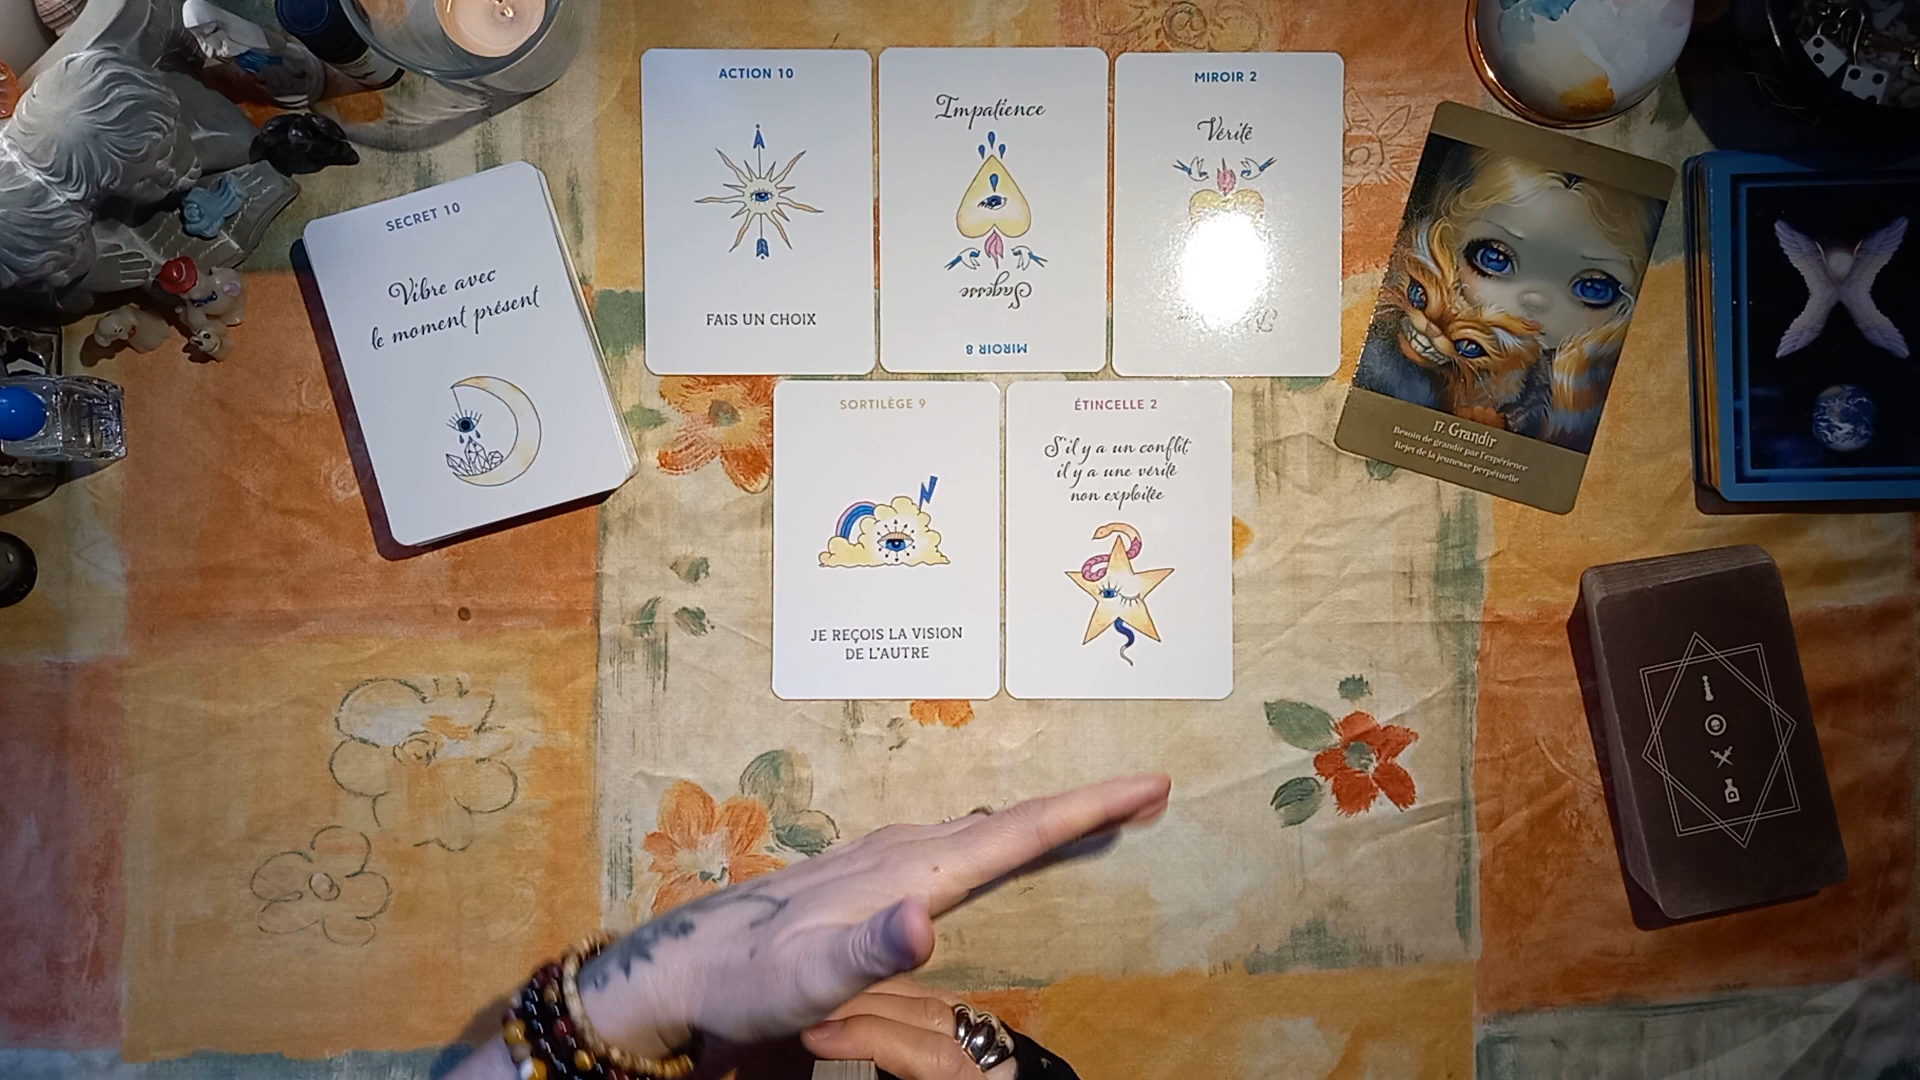 SECRET 10
Vibre avec
le moment présent
ACTION 10
FAIS UN CHOIX
Impatience
Sagesse
MIROIR 8
MIROIR 2
Vérité
SORTILÈGE 9
JE REÇOIS LA VISION
DE L'AUTRE
ÉTINCELLE 2
S'il y a un conflit
il y a une vérité
non exploitée
17. Grandir
Besoin de grandir par l'expérience
Rejet de la jeunesse perpétuelle